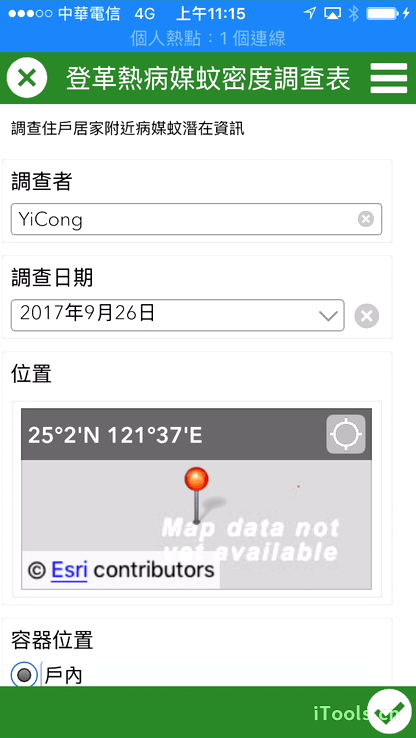 中華電信 4G 上午11:15
個人熱點：1 個連線
登革熱病媒蚊密度調查表
調查住戶居家附近病媒蚊潛在資訊
調查者
YiCong
調查日期
2017年9月26日
位置
25°2'N 121°37'E
Map data not
yet available
© Esri contributors
容器位置
戶內
iTools.cn